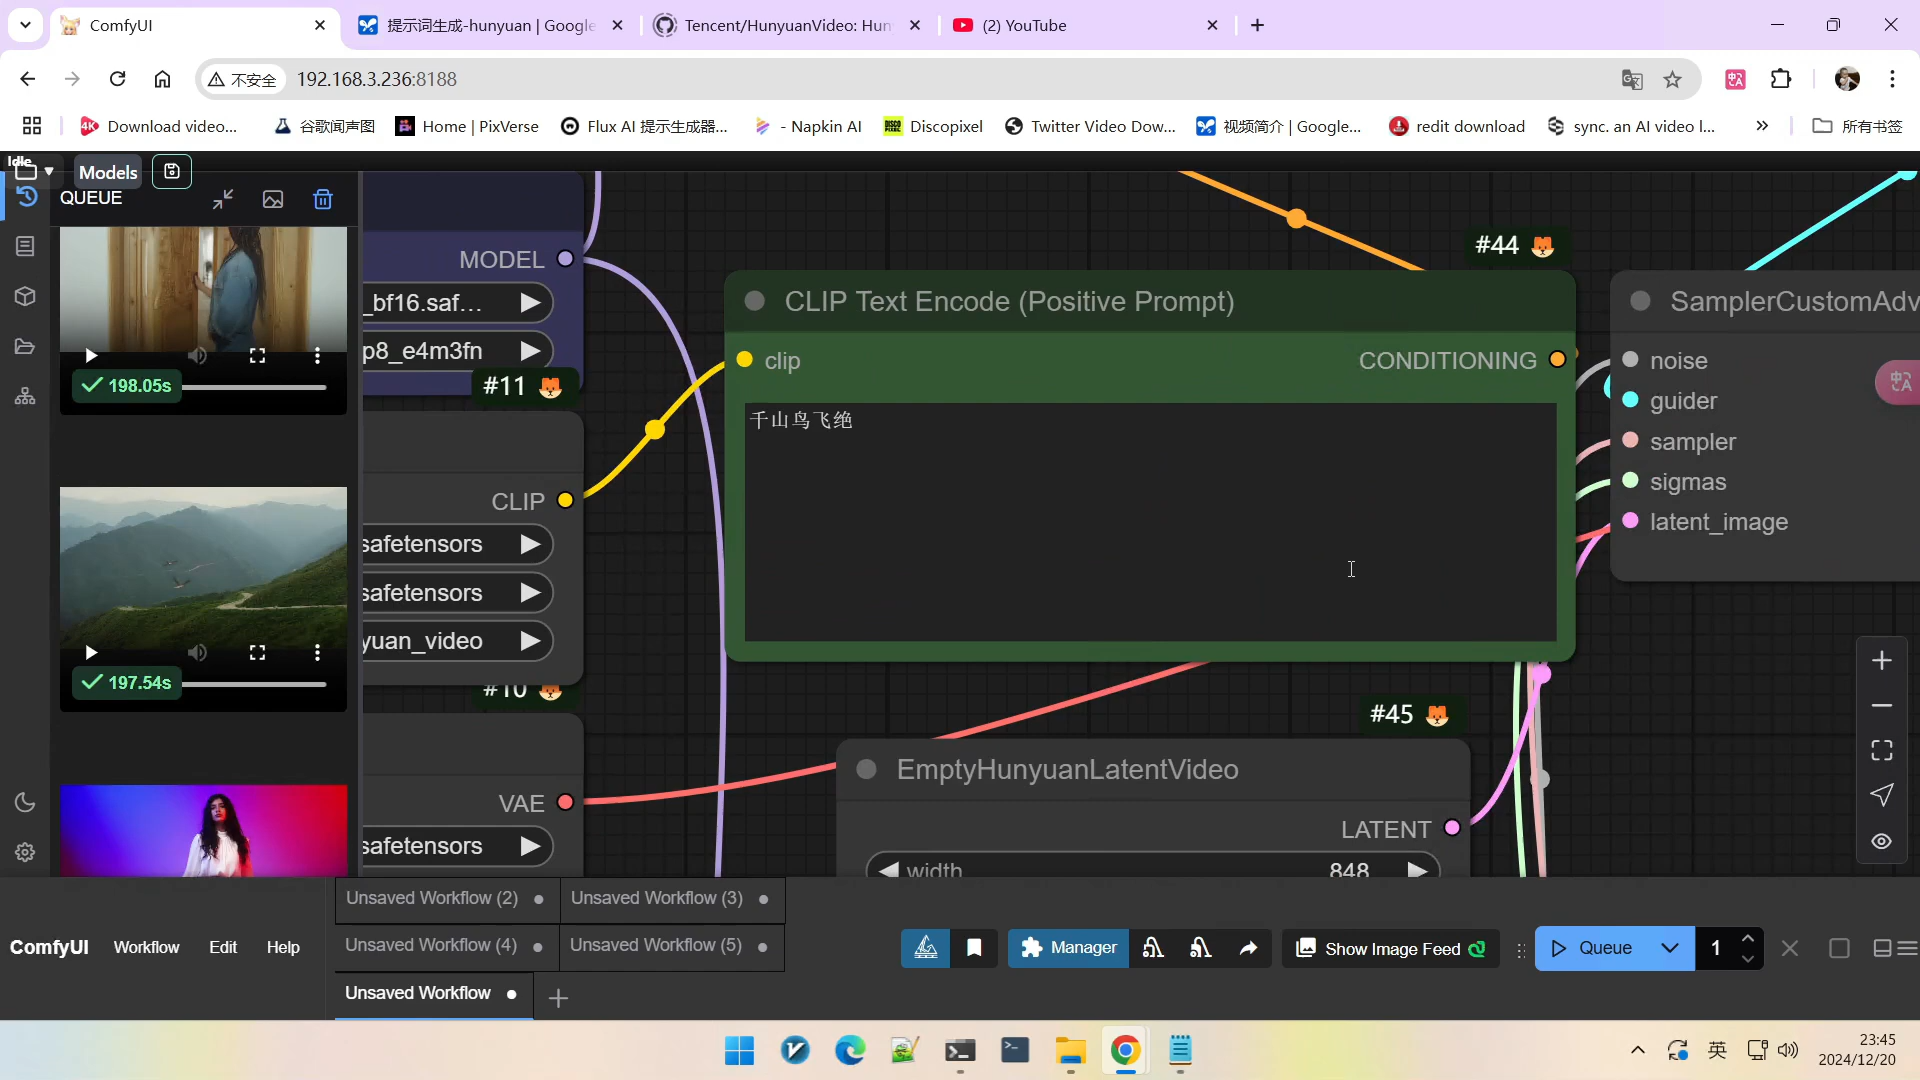 ComfyUI
提示词生成-hunyuan | Google
Tencent/HunyuanVideo: Hun
(2) YouTube
不安全
192.168.3.236:8188
Download video...
谷歌闻声图
Home | PixVerse
Flux AI 提示生成器...
- Napkin AI
Discopixel
Twitter Video Dow...
视频简介 | Google...
redit download
sync. an AI video l...
所有书签
Idle
Models
QUEUE
198.05s
197.54s
MODEL
_bf16.saf...
p8_e4m3fn
#11
CLIP
safetensors
safetensors
yuan_video
#10
VAE
safetensors
#44
CLIP Text Encode (Positive Prompt)
clip
CONDITIONING
千山鸟飞绝
SamplerCustomAdv
noise
guider
sampler
sigmas
latent_image
#45
EmptyHunyuanLatentVideo
LATENT
width
848
ComfyUI
Workflow
Edit
Help
Unsaved Workflow (2)
Unsaved Workflow (3)
Unsaved Workflow (4)
Unsaved Workflow (5)
Unsaved Workflow
Manager
Show Image Feed
Queue
1
英
23:45
2024/12/20